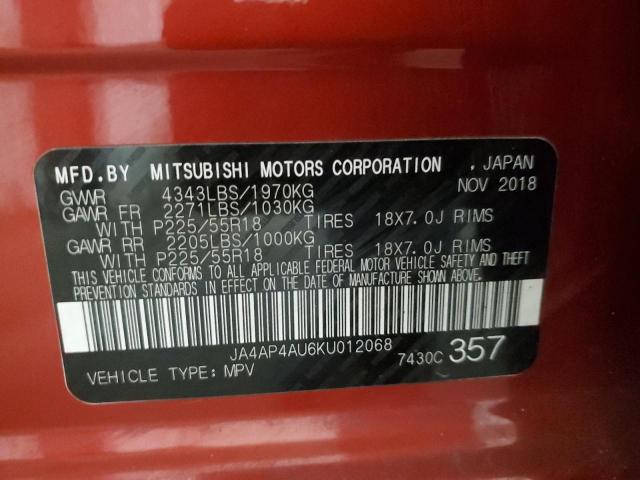 MFD.BY MITSUBISHI MOTORS CORPORATION , JAPAN
GVWR 4343LBS/1970KG NOV 2018
GAWR FR 2271LBS/1030KG
WITH P225/55R18 TIRES 18X7.0J RIMS
GAWR RR 2205LBS/1000KG
WITH P225/55R18 TIRES 18X7.0J RIMS
THIS VEHICLE CONFORMS TO ALL APPLICABLE FEDERAL MOTOR VEHICLE SAFETY AND THEFT
PREVENTION STANDARDS IN EFFECT ON THE DATE OF MANUFACTURE SHOWN ABOVE.
JA4AP4AU6KU012068
7430C 357
VEHICLE TYPE: MPV